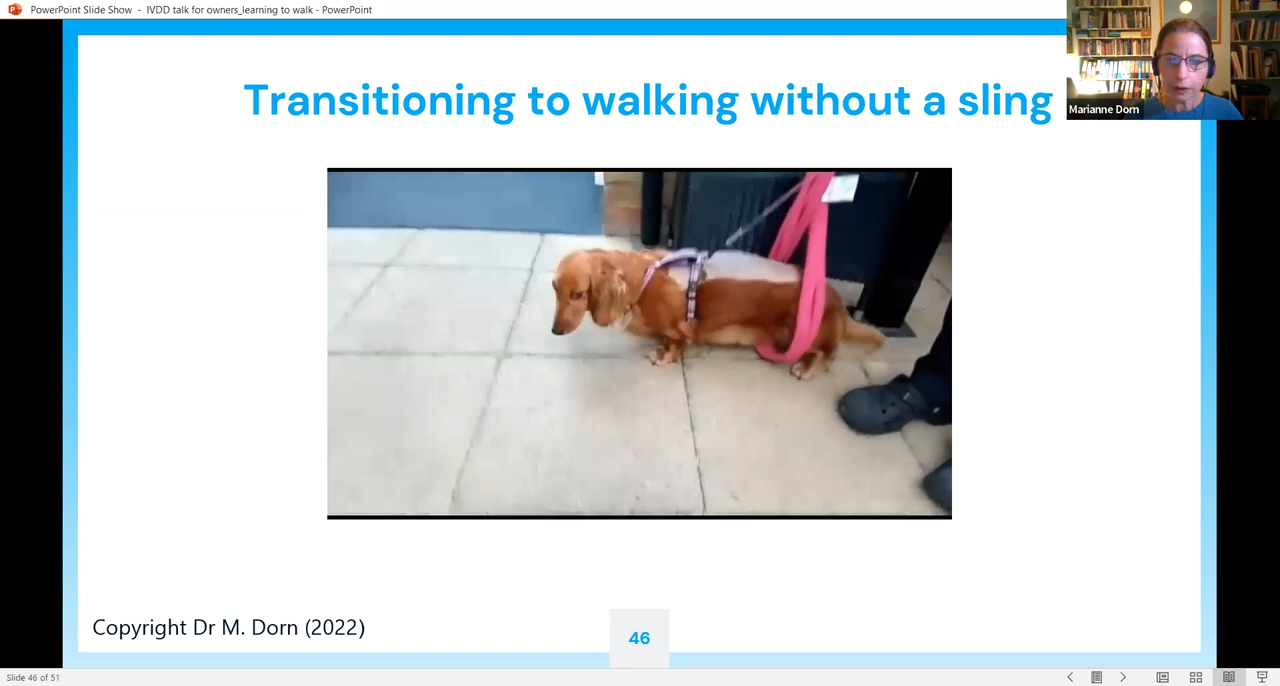 PowerPoint Slide Show - IVDD talk for owners_learning to walk - PowerPoint
Transitioning to walking without a sling
Marianne Dorn
Copyright Dr M. Dorn (2022)
46
Slide 46 of 51